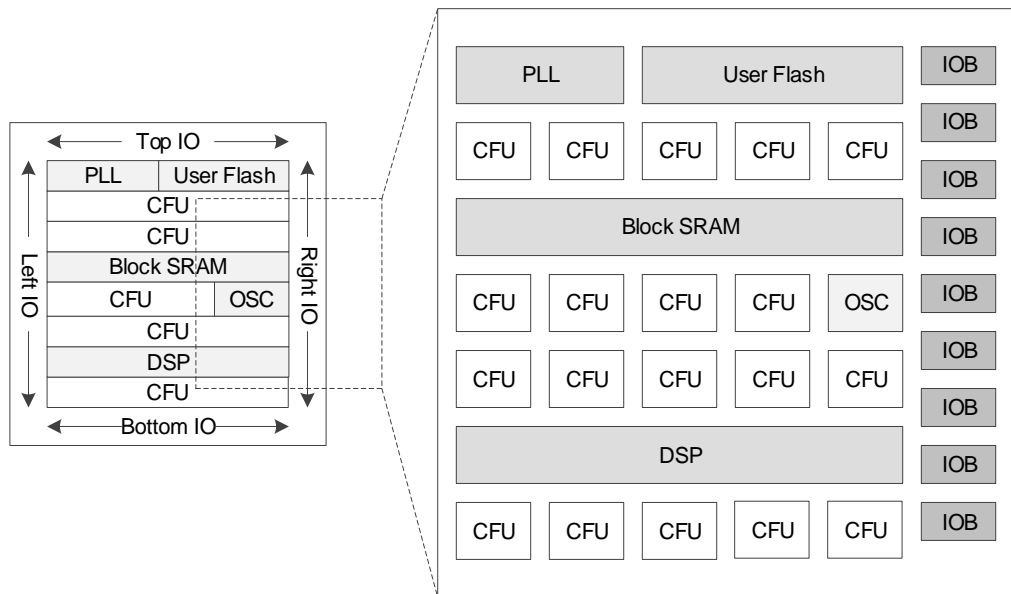 Top IO
PLL User Flash
CFU
CFU
Block SRAM
CFU OSC
CFU
DSP
CFU
Bottom IO
Left IO
Right IO
PLL User Flash IOB
IOB
CFU CFU CFU CFU CFU
IOB
Block SRAM IOB
CFU CFU CFU CFU OSC IOB
IOB
CFU CFU CFU CFU CFU
IOB
DSP IOB
CFU CFU CFU CFU CFU IOB